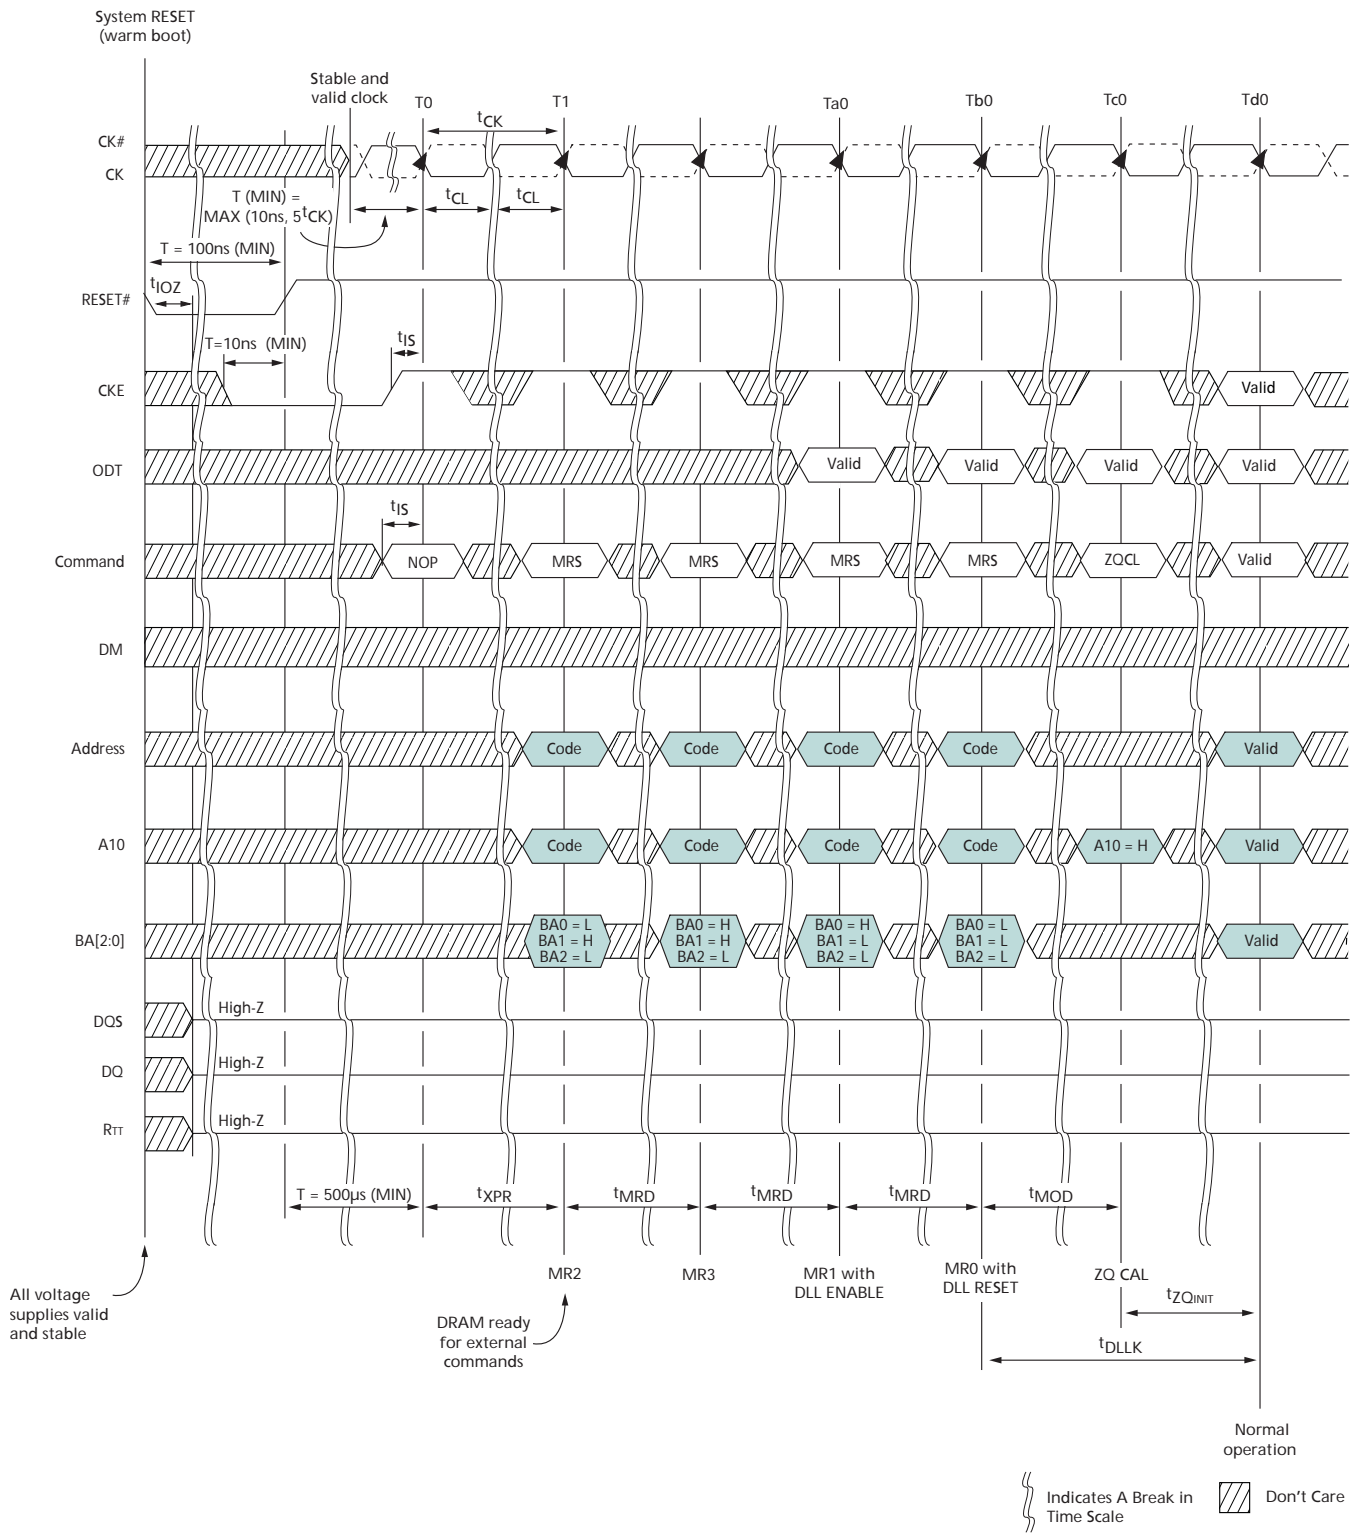 System RESET
(warm boot)
Stable and
valid clock
T0
T1
Ta0
Tb0
Tc0
Td0
tCK
CK#
CK
T (MIN) =
MAX (10ns, 5tCK)
tCL
tCL
T = 100ns (MIN)
tIOZ
RESET#
T=10ns (MIN)
tIS
CKE
Valid
ODT
Valid
Valid
Valid
Valid
tIS
Command
NOP
MRS
MRS
MRS
MRS
ZQCL
Valid
DM
Address
Code
Code
Code
Code
Valid
A10
Code
Code
Code
Code
A10 = H
Valid
BA[2:0]
BA0 = L
BA1 = H
BA2 = L
BA0 = H
BA1 = H
BA2 = L
BA0 = H
BA1 = L
BA2 = L
BA0 = L
BA1 = L
BA2 = L
Valid
DQS
High-Z
DQ
High-Z
RTT
High-Z
T = 500μs (MIN)
tXPR
tMRD
tMRD
tMRD
tMOD
MR2
MR3
MR1 with
DLL ENABLE
MR0 with
DLL RESET
ZQ CAL
tZQINIT
All voltage
supplies valid
and stable
DRAM ready
for external
commands
tDLLK
Normal
operation
Indicates A Break in
Time Scale
Don't Care